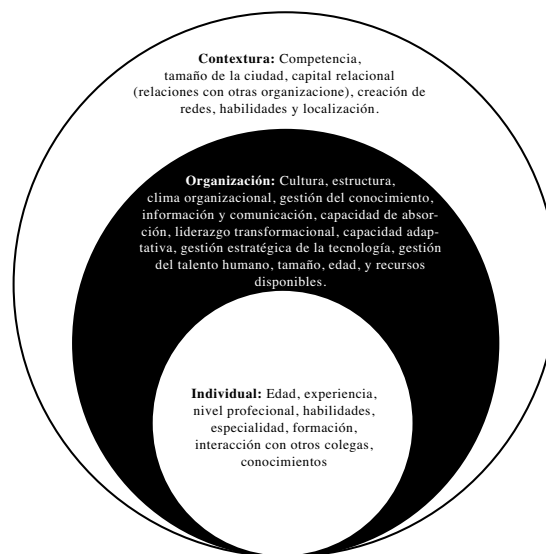 Contextura: Competencia,
tamaño de la ciudad, capital relacional
(relaciones con otras organizacione), creación de
redes, habilidades y localización.
Organización: Cultura, estructura,
clima organizacional, gestión del conocimiento,
información y comunicación, capacidad de absor-
ción, liderazgo transformacional, capacidad adap-
tativa, gestión estratégica de la tecnología, gestión
del talento humano, tamaño, edad, y recursos
disponibles.
Individual: Edad, experiencia,
nivel profecional, habilidades,
especialidad, formación,
interacción con otros colegas,
conocimientos